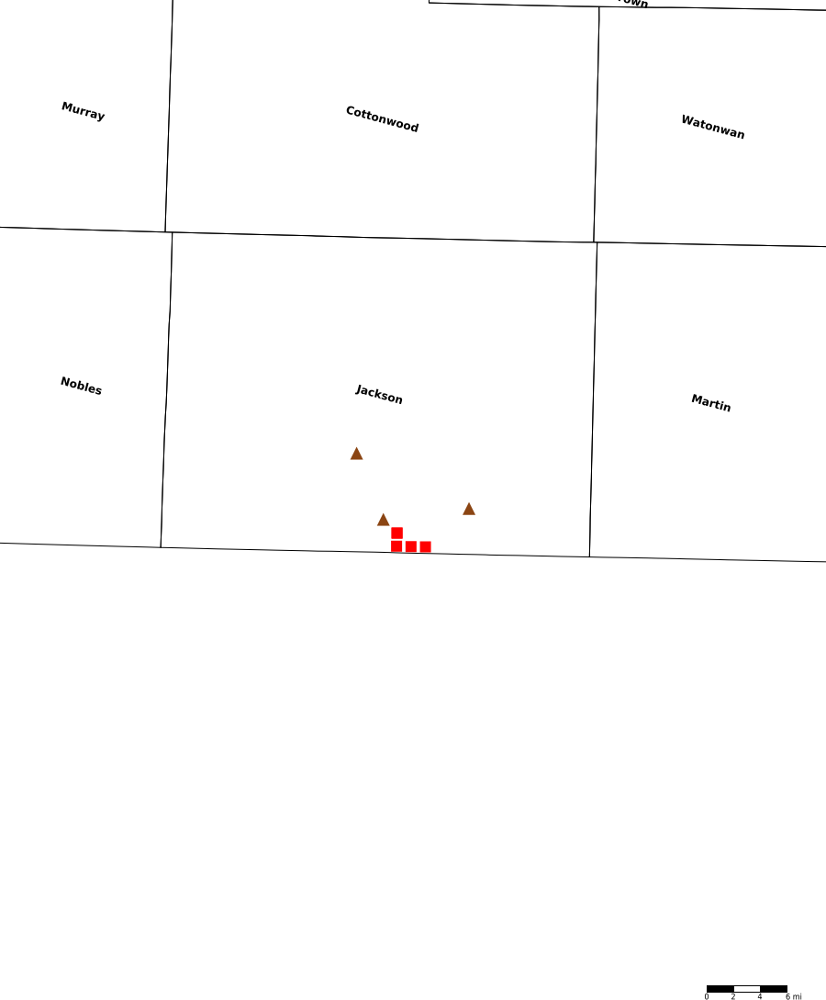 Murray
Cottonwood
Watonwan
Nobles
Jackson
Martin
0 2 4 6 mi